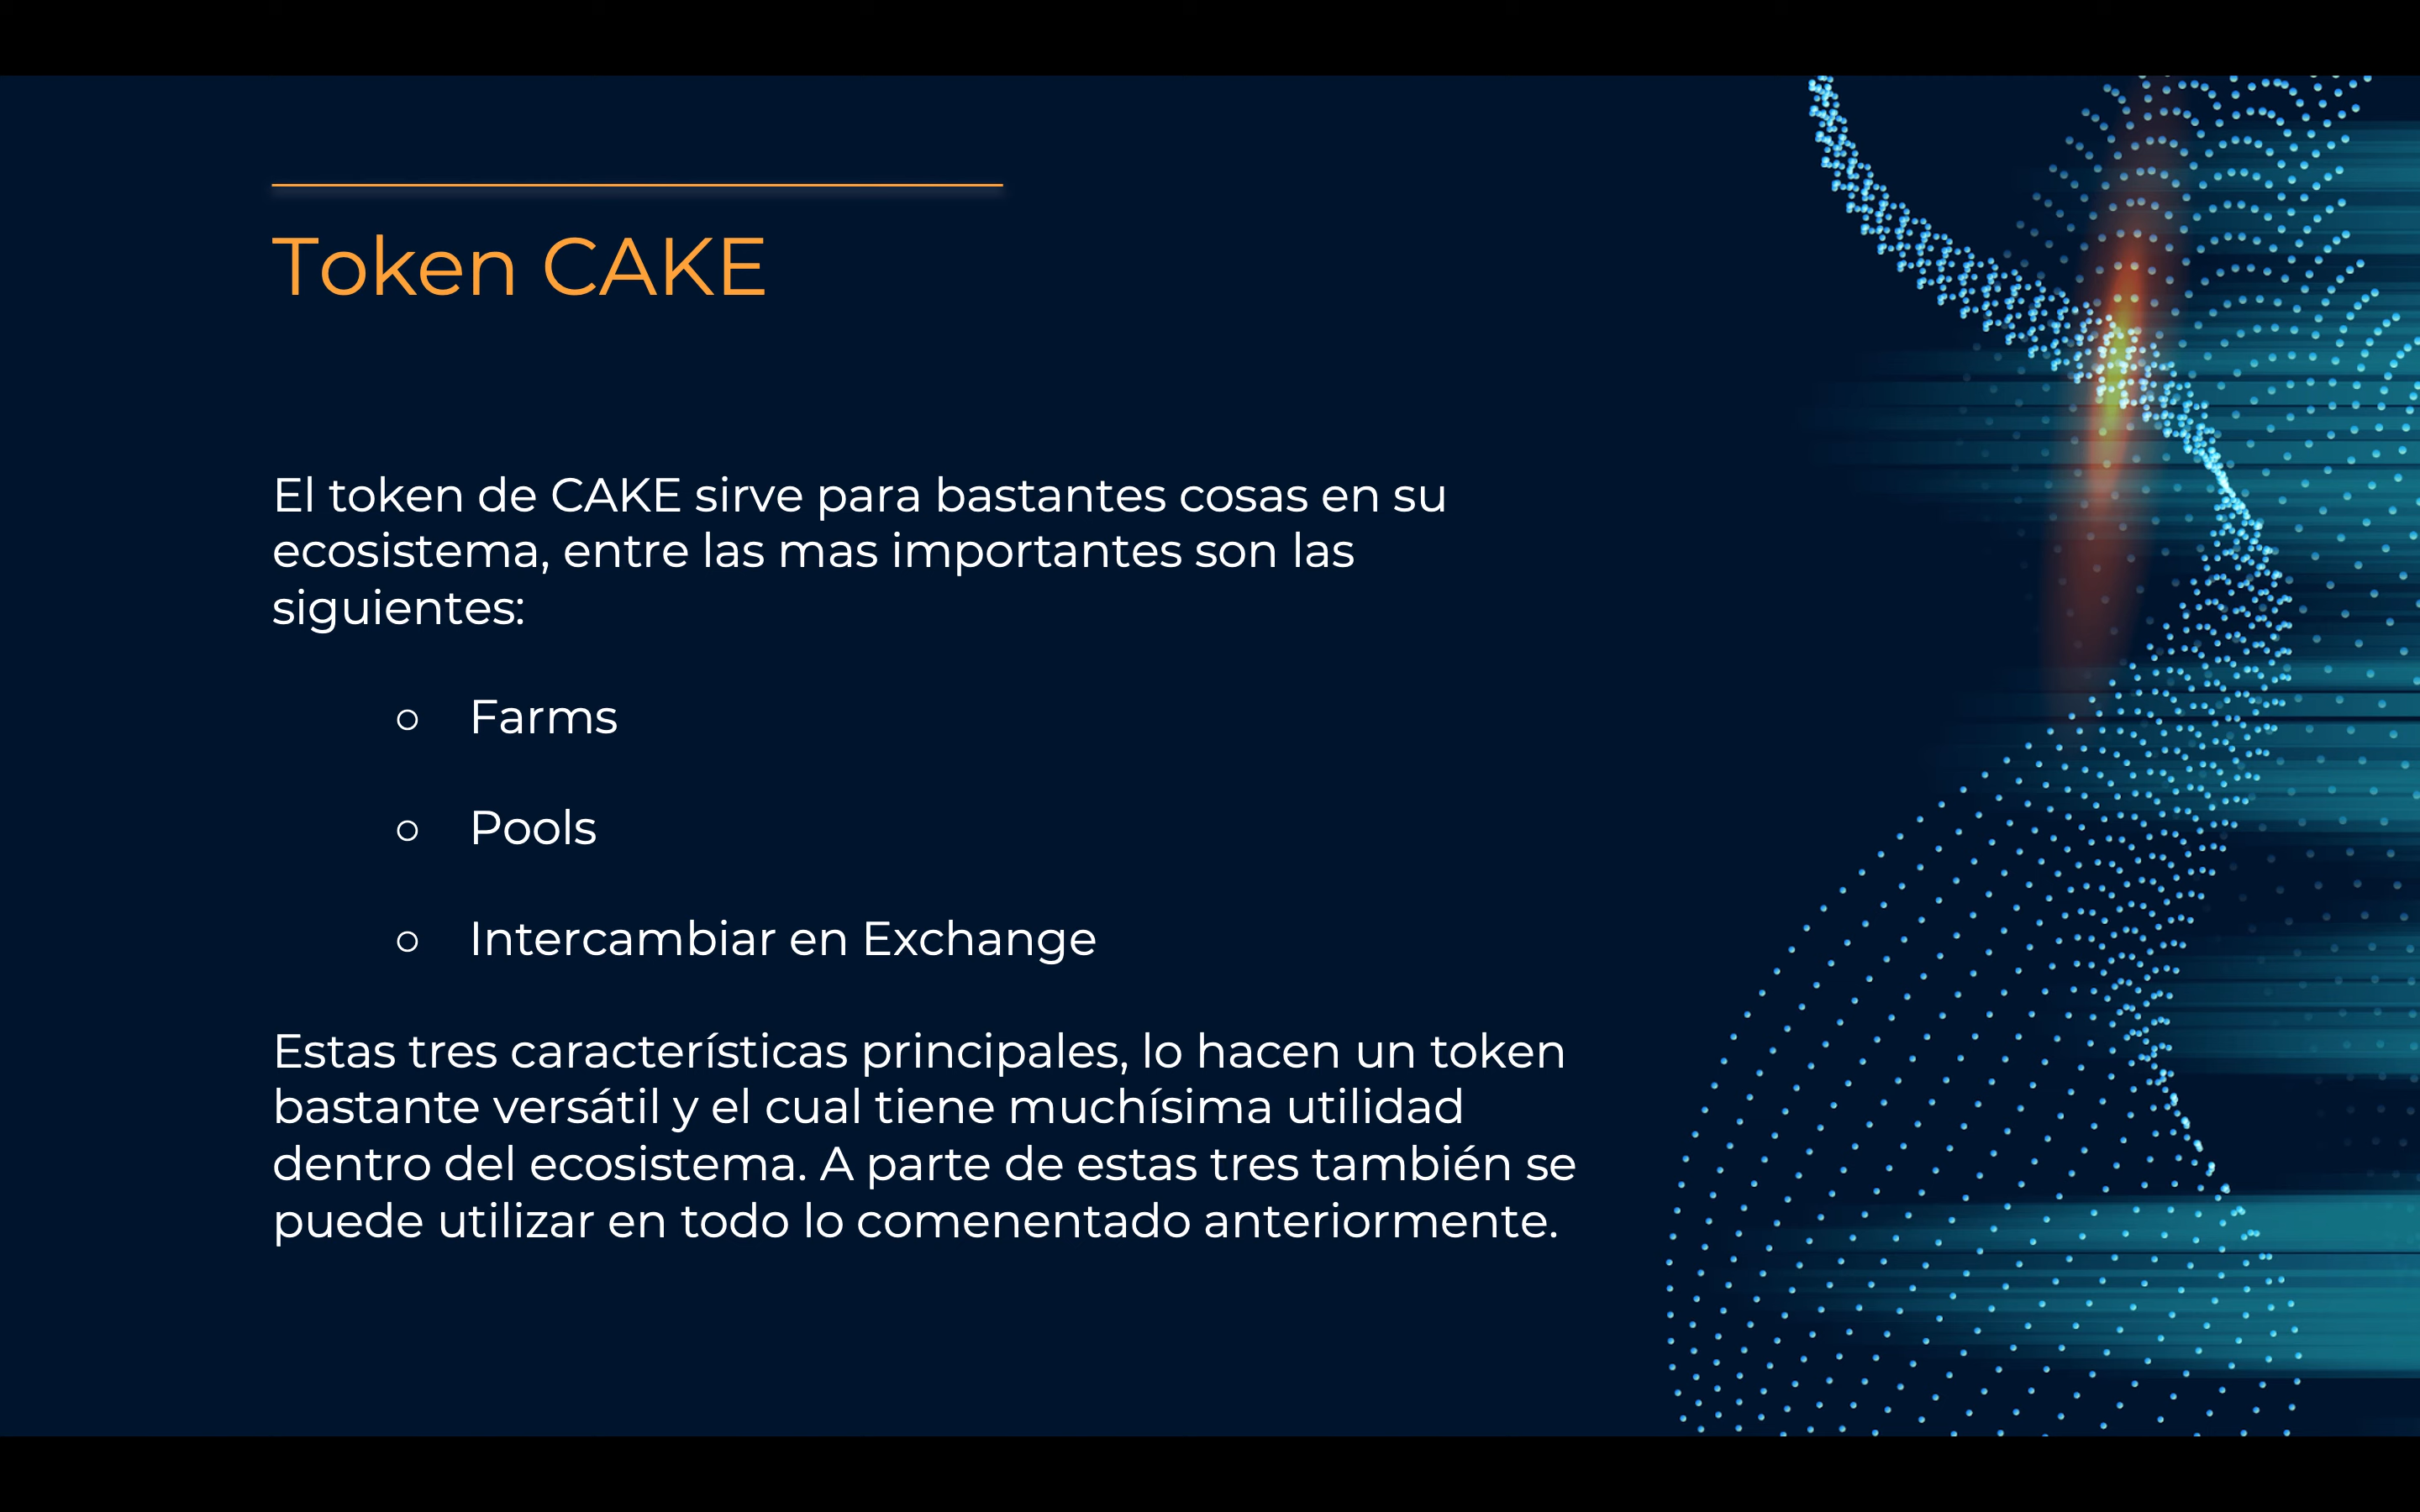 Token CAKE
El token de CAKE sirve para bastantes cosas en su
ecosistema, entre las mas importantes son las
siguientes:
○ Farms
○ Pools
○ Intercambiar en Exchange
Estas tres características principales, lo hacen un token
bastante versátil y el cual tiene muchísima utilidad
dentro del ecosistema. A parte de estas tres también se
puede utilizar en todo lo comenentado anteriormente.